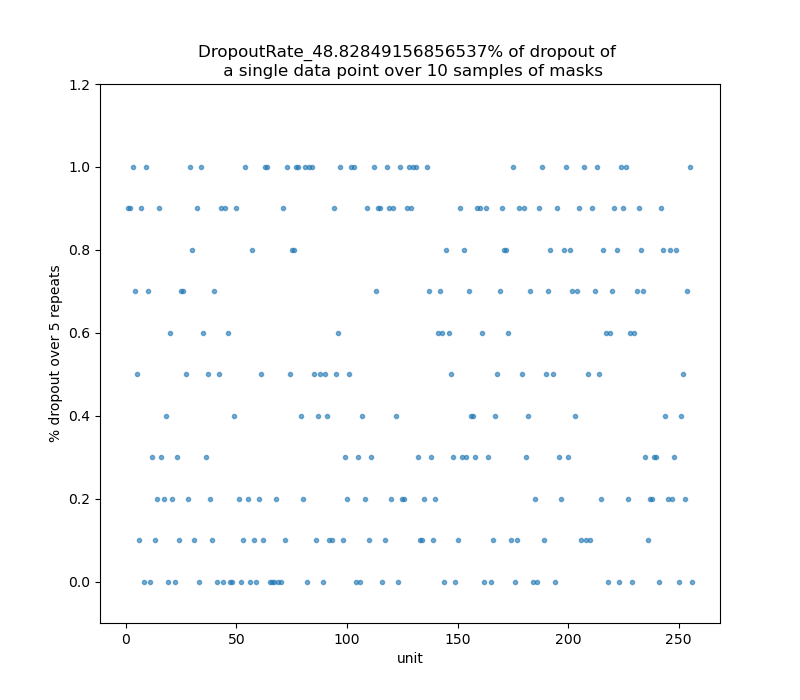 DropoutRate_48.82849156856537% of dropout of
a single data point over 10 samples of masks
% dropout over 5 repeats
1.2
1.0
0.8
0.6
0.4
0.2
0.0
0 50 100 150 200 250
unit